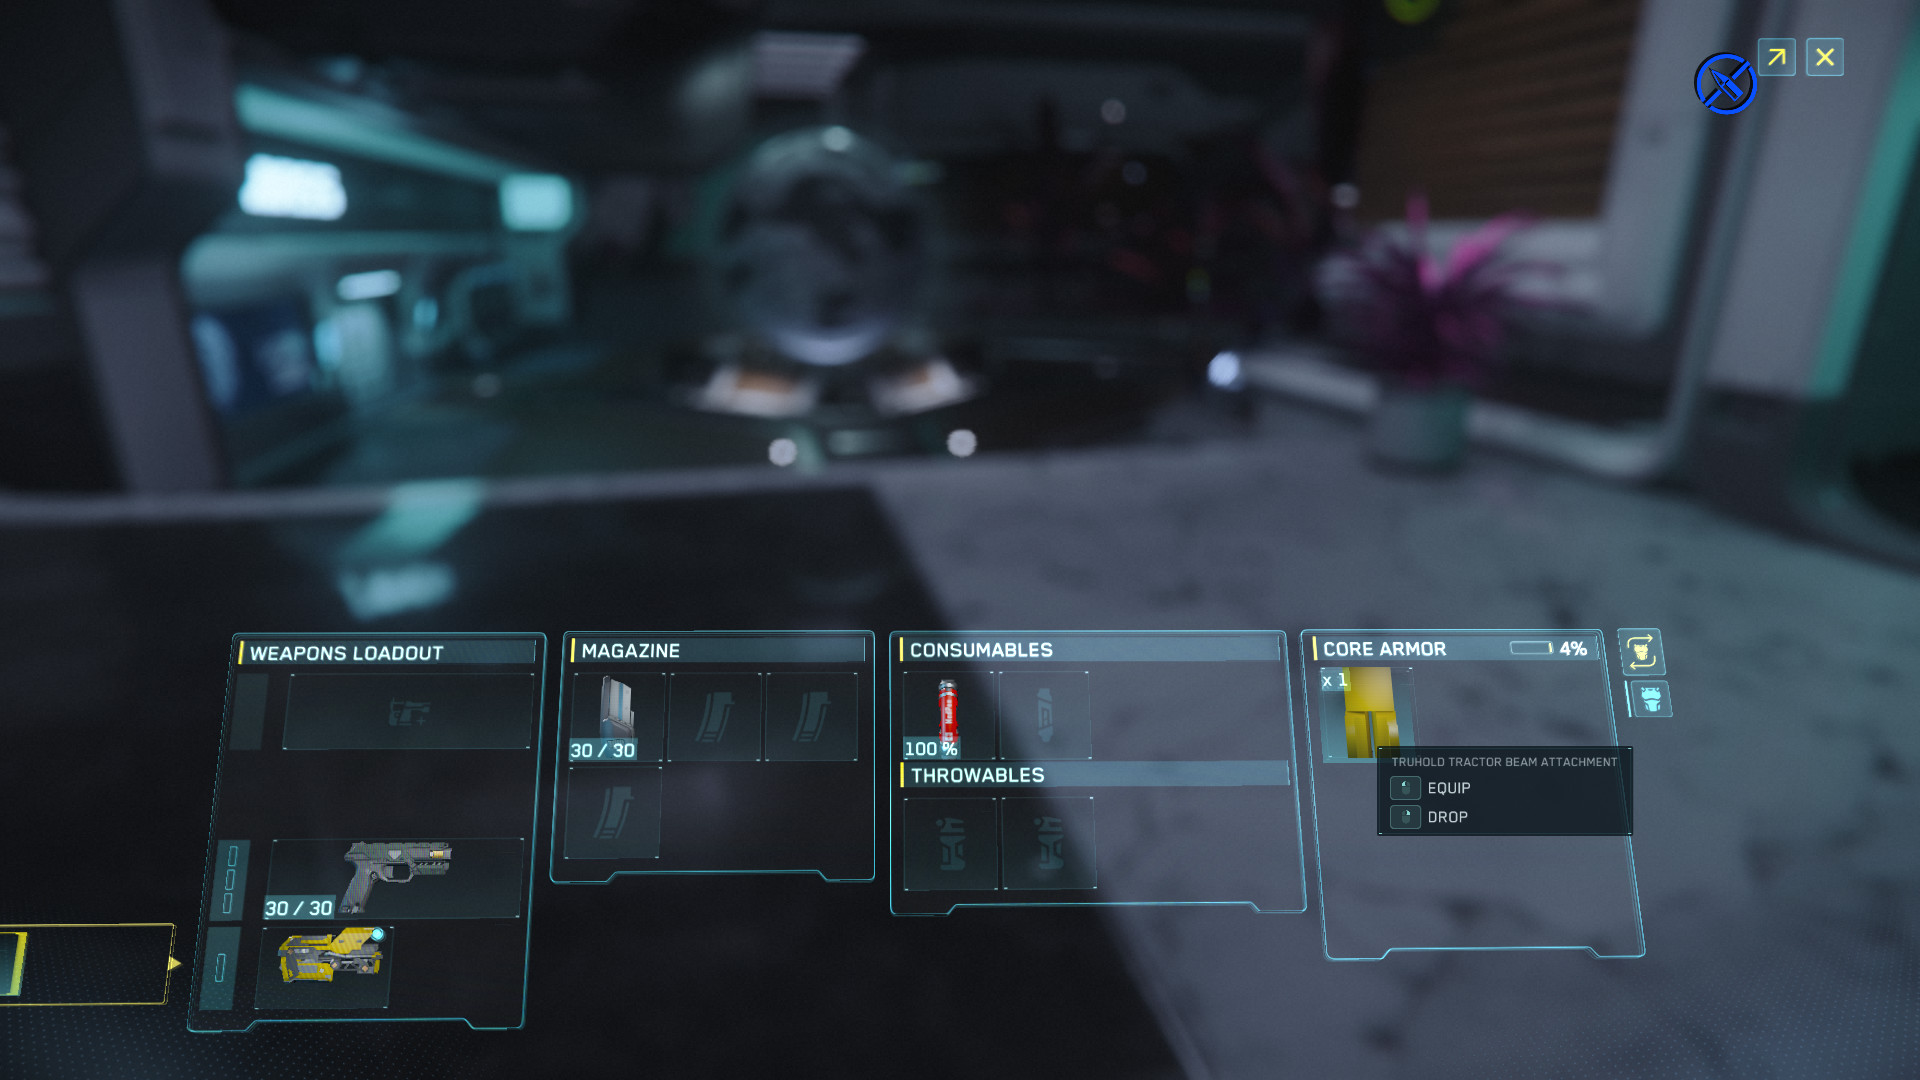 WEAPONS LOADOUT
30 / 30
MAGAZINE
30 / 30
CONSUMABLES
100 %
THROWABLES
CORE ARMOR
4%
x 1
TRUHOLD TRACTOR BEAM ATTACHMENT
EQUIP
DROP